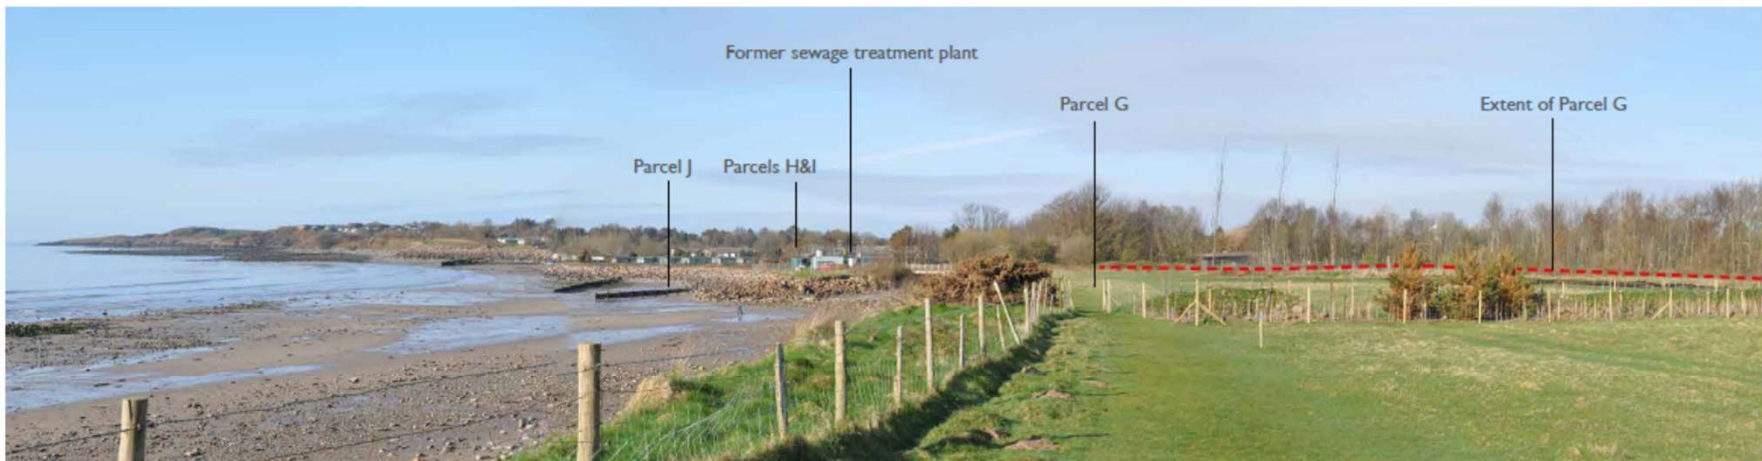 Former sewage treatment plant
Parcel G
Extent of Parcel G
Parcel J
Parcels H&I